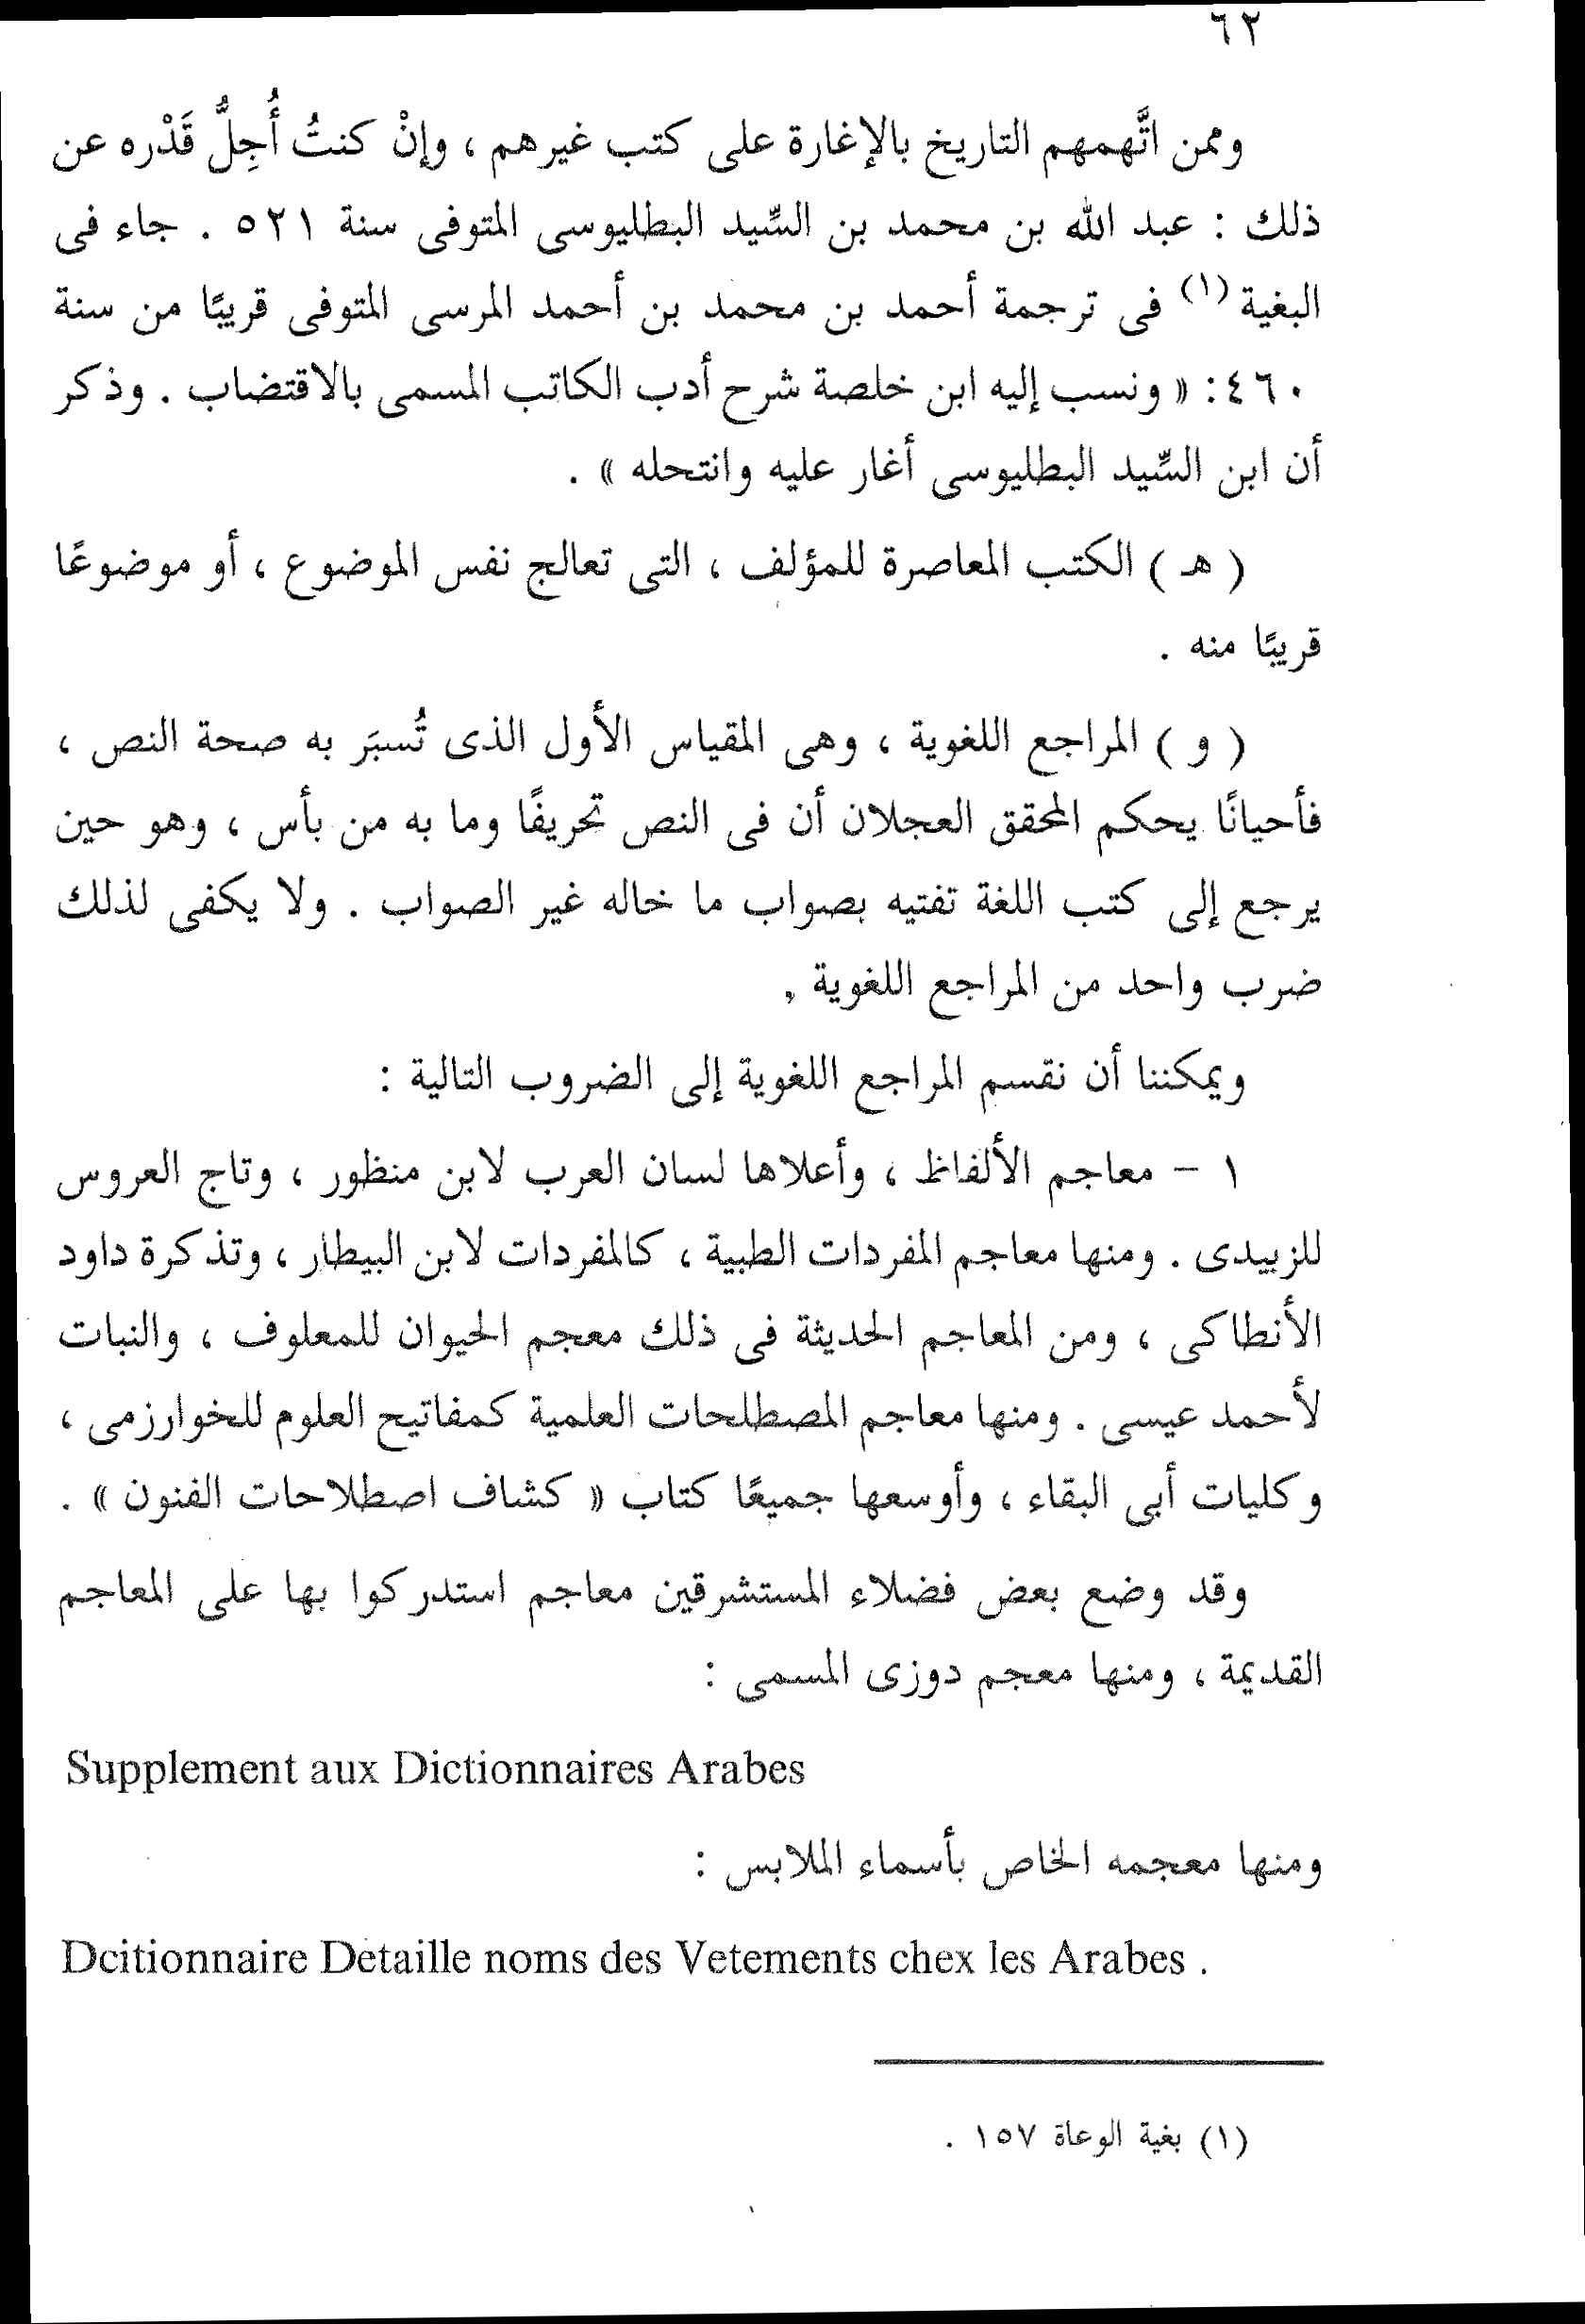 ٦٢
وممن اتَّهمهم التاريخ بالإغارة على كتب غيرهم ، وإنْ كنتُ أُجِلُّ قَدْره عن
ذلك : عبد الله بن محمد بن السِّيد البطليوسى المتوفى سنة ٥٢١ . جاء فى
البغية (١) فى ترجمة أحمد بن محمد بن أحمد المرسى المتوفى قريبًا من سنة
٤٦٠: « ونسب إليه ابن خلصة شرح أدب الكاتب المسمى بالاقتضاب . وذكر
أن ابن السِّيد البطليوسى أغار عليه وانتحله » .
( هـ ) الكتب المعاصرة للمؤلف ، التى تعالج نفس الموضوع ، أو موضوعًا
قريبًا منه .
( و ) المراجع اللغوية ، وهى المقياس الأول الذى تُسبَر به صحة النص ،
فأحيانًا يحكم المحقق العجلان أن فى النص تحريفًا وما به من بأس ، وهو حين
يرجع إلى كتب اللغة تفتيه بصواب ما خاله غير الصواب . ولا يكفى لذلك
ضرب واحد من المراجع اللغوية .
ويمكننا أن نقسم المراجع اللغوية إلى الضروب التالية :
١ - معاجم الألفاظ ، وأعلاها لسان العرب لابن منظور ، وتاج العروس
للزبيدى . ومنها معاجم المفردات الطبية ، كالمفردات لابن البيطار ، وتذكرة داود
الأنطاكى ، ومن المعاجم الحديثة فى ذلك معجم الحيوان للمعلوف ، والنبات
لأحمد عيسى . ومنها معاجم المصطلحات العلمية كمفاتيح العلوم للخوارزمى ،
وكليات أبى البقاء ، وأوسعها جميعًا كتاب « كشاف اصطلاحات الفنون » .
وقد وضع بعض فضلاء المستشرقين معاجم استدركوا بها على المعاجم
القديمة ، ومنها معجم دوزى المسمى :
Supplement aux Dictionnaires Arabes
ومنها معجمه الخاص بأسماء الملابس :
Dcitionnaire Detaille noms des Vetements chex les Arabes .
(١) بغية الوعاة ١٥٧ .